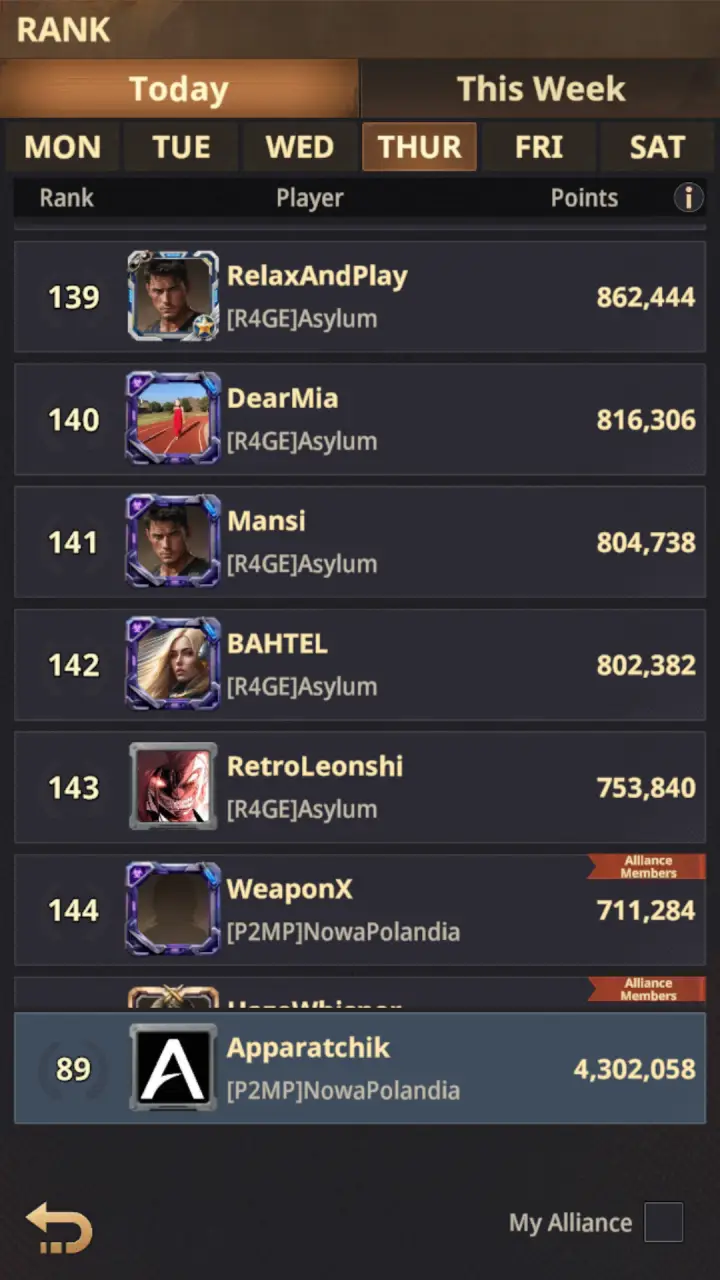 RANK
Today
This Week
MON TUE WED THUR FRI SAT
Rank Player Points
139 RelaxAndPlay 862,444
[R4GE]Asylum
140 DearMia 816,306
[R4GE]Asylum
141 Mansi 804,738
[R4GE]Asylum
142 BAHTEL 802,382
[R4GE]Asylum
143 RetroLeonshi 753,840
[R4GE]Asylum
Alliance
Members
144 WeaponX 711,284
[P2MP]NowaPolandia
Alliance
Members
89 Apparatchik 4,302,058
[P2MP]NowaPolandia
My Alliance